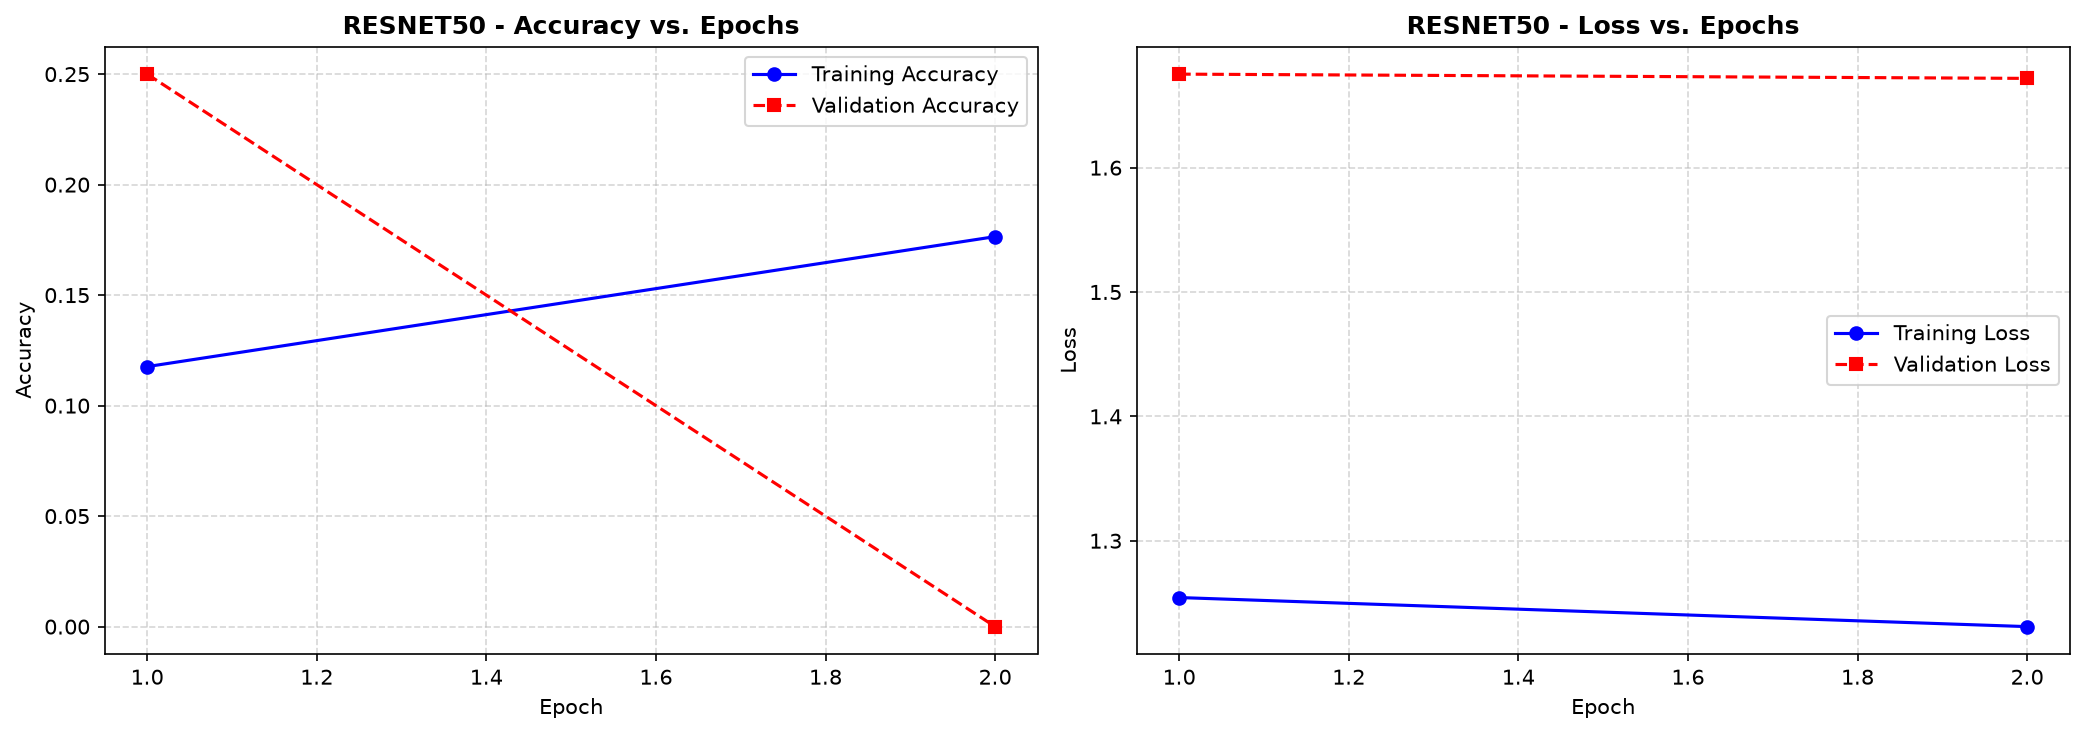 RESNET50 - Accuracy vs. Epochs
0.25
0.20
0.15
0.10
0.05
0.00
Accuracy
Training Accuracy
Validation Accuracy
1.0 1.2 1.4 1.6 1.8 2.0
Epoch
RESNET50 - Loss vs. Epochs
1.6
1.5
1.4
1.3
Loss
Training Loss
Validation Loss
1.0 1.2 1.4 1.6 1.8 2.0
Epoch